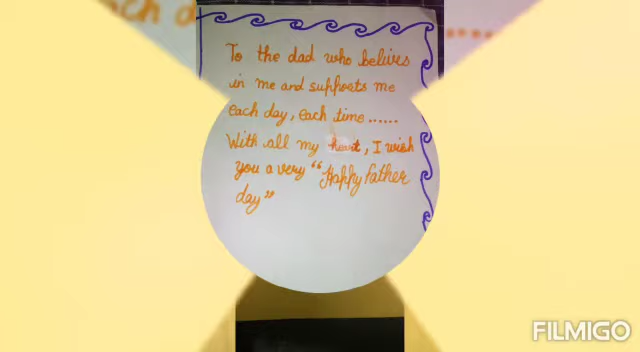 ch d
To the dad who belives
in me and supports me
each day, each time......
With all my heart, I wish
you a very "Happy Father
day"
FILMIGO